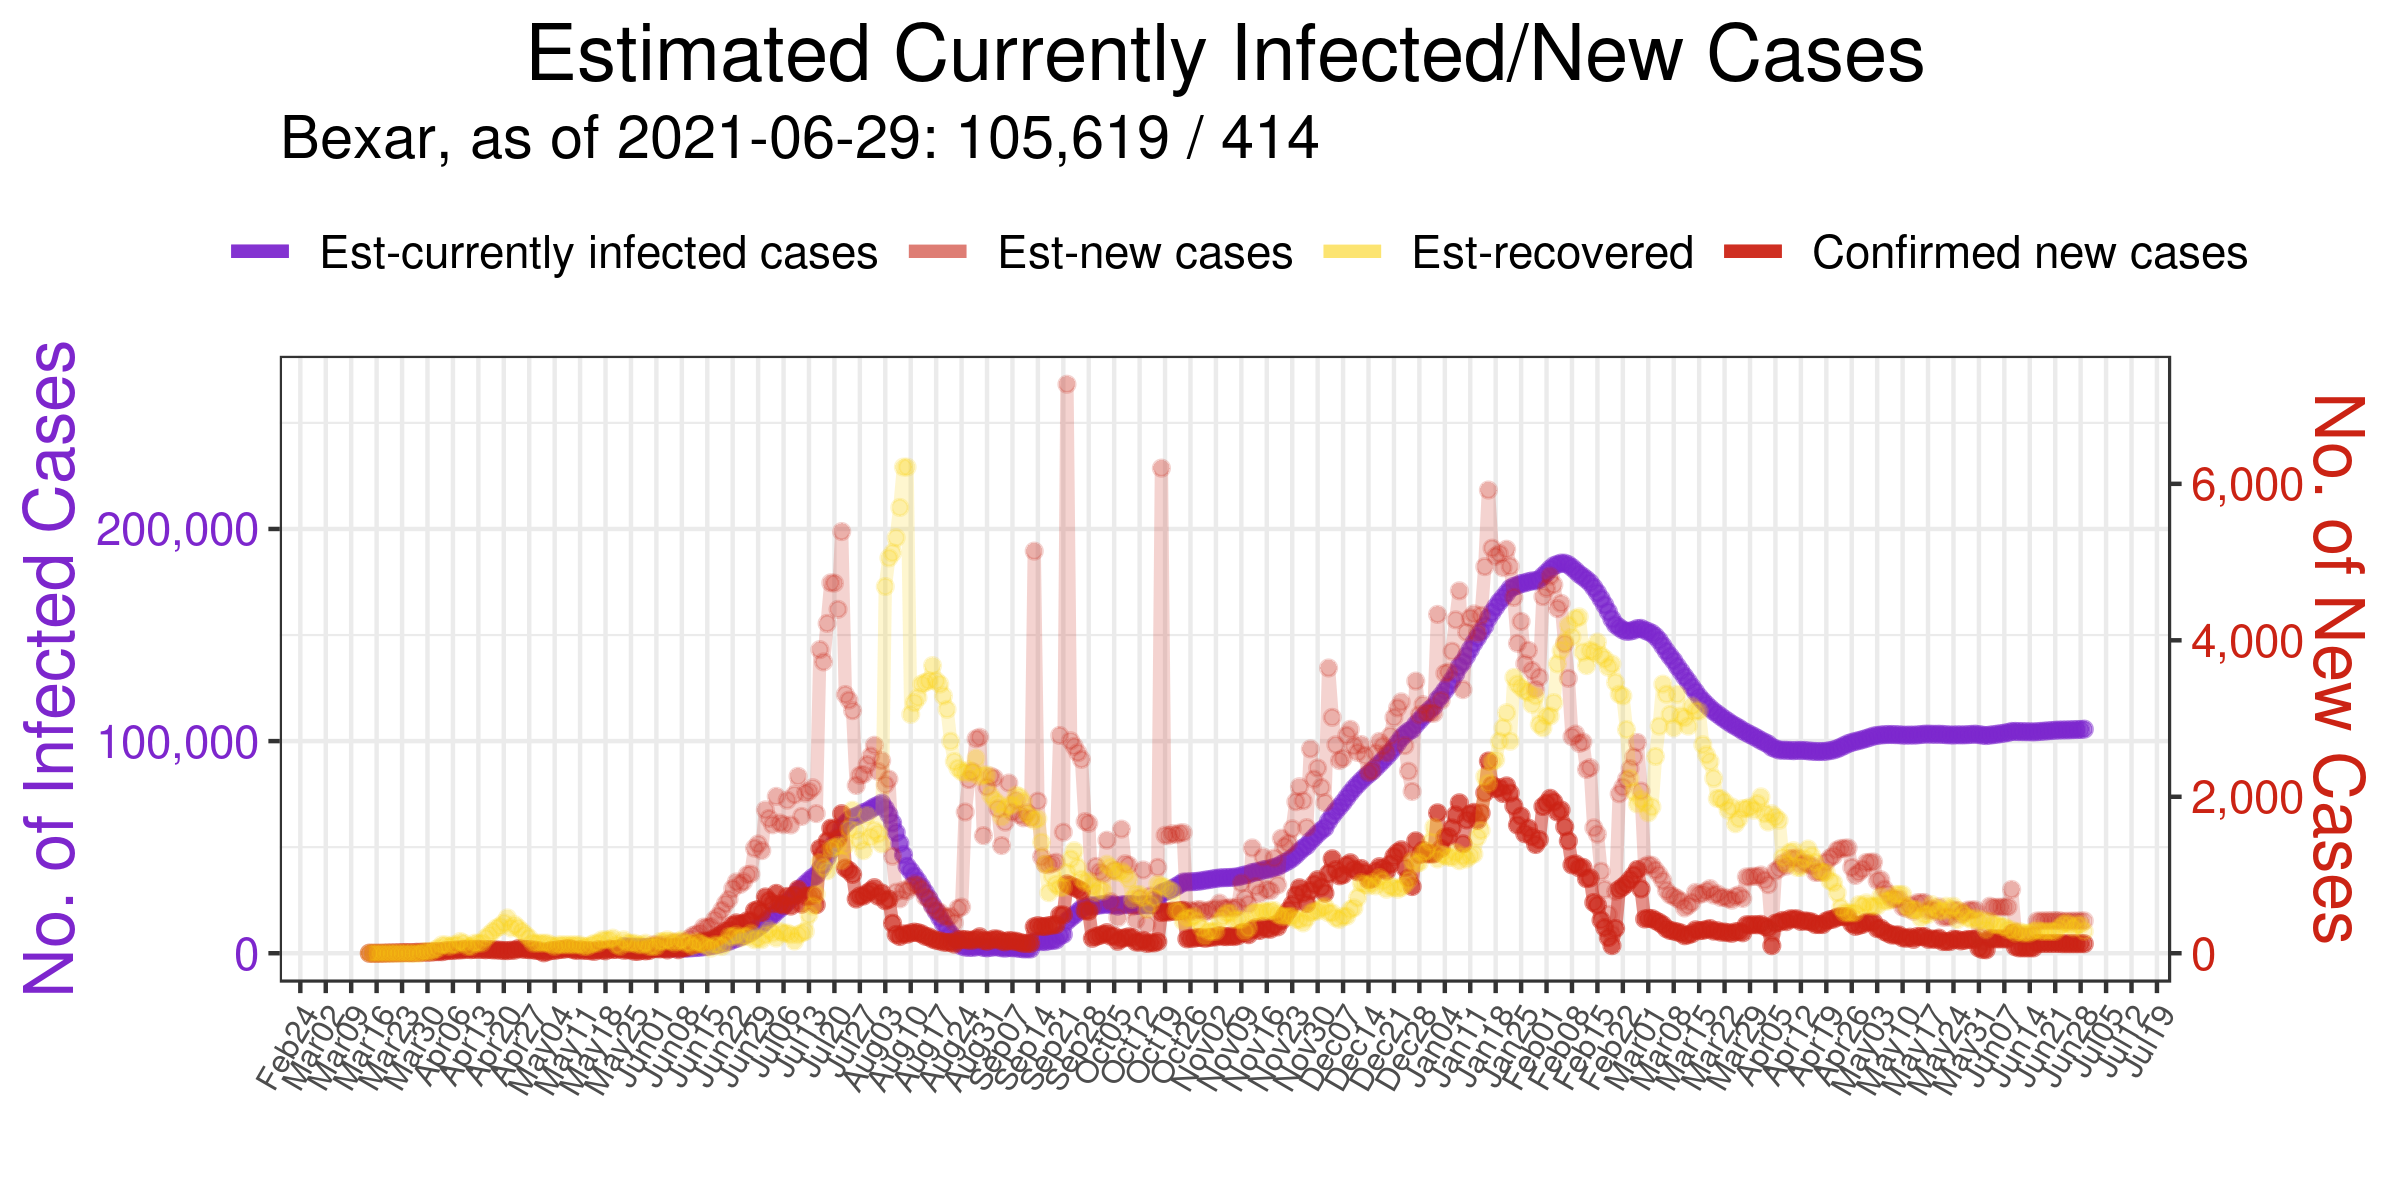 Estimated Currently Infected/New Cases
Bexar, as of 2021-06-29: 105,619 / 414
Est-currently infected cases Est-new cases Est-recovered Confirmed new cases
No. of Infected Cases
200,000
100,000
0
6,000
4,000
2,000
0
No. of New Cases
Feb24 Mar02 Mar09 Mar16 Mar23 Mar30 Apr06 Apr13 Apr20 Apr27 May04 May11 May18 May25 Jun01 Jun08 Jun15 Jun22 Jun29 Jul06 Jul13 Jul20 Jul27 Aug03 Aug10 Aug17 Aug24 Aug31 Sep07 Sep14 Sep21 Sep28 Oct05 Oct12 Oct19 Oct26 Nov02 Nov09 Nov16 Nov23 Nov30 Dec07 Dec14 Dec21 Dec28 Jan04 Jan11 Jan18 Jan25 Feb01 Feb08 Feb15 Feb22 Mar01 Mar08 Mar15 Mar22 Mar29 Apr05 Apr12 Apr19 Apr26 May03 May10 May17 May24 May31 Jun07 Jun14 Jun21 Jun28 Jul05 Jul12 Jul19